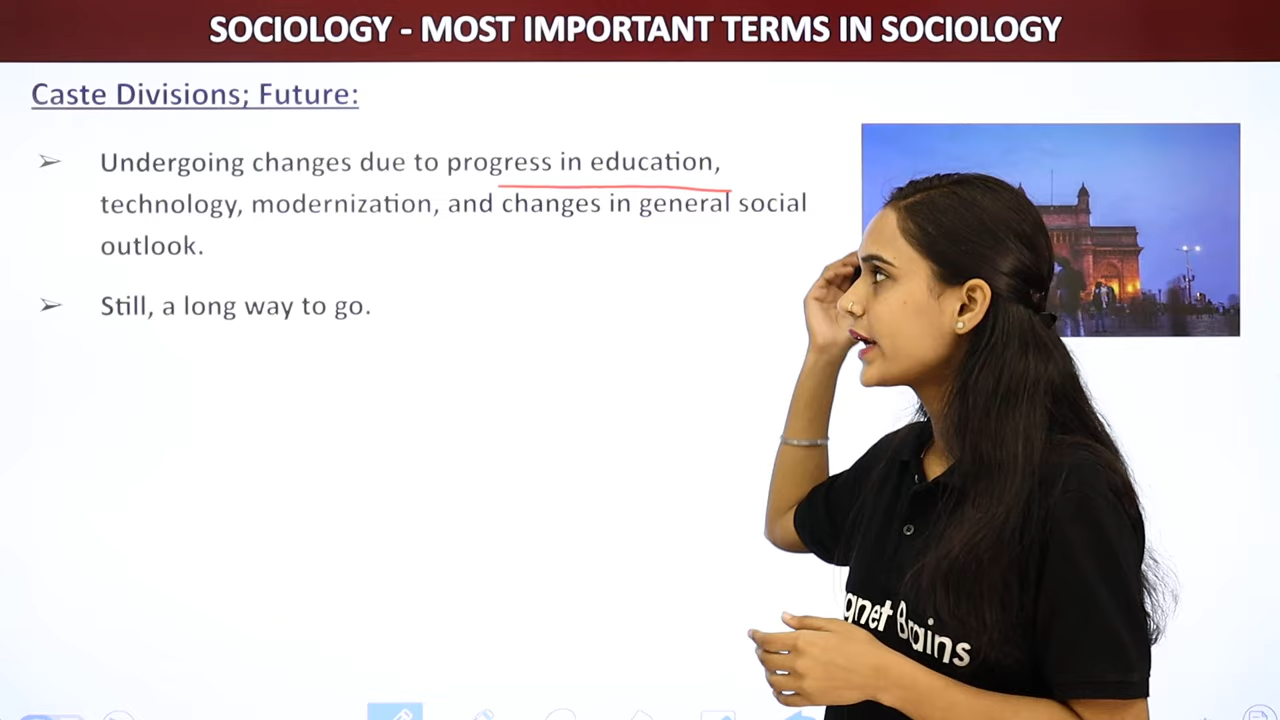 SOCIOLOGY - MOST IMPORTANT TERMS IN SOCIOLOGY
Caste Divisions; Future:
➢ Undergoing changes due to progress in education,
technology, modernization, and changes in general social
outlook.
➢ Still, a long way to go.
gnet Brains